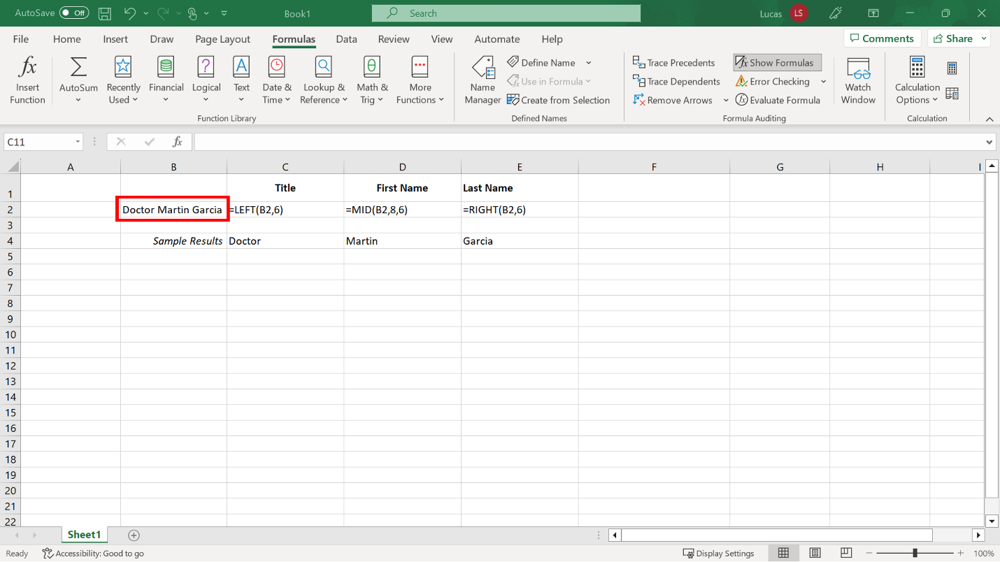 AutoSave Off Book1 Search Lucas LS
File Home Insert Draw Page Layout Formulas Data Review View Automate Help Comments Share
fx Insert Function
AutoSum
Recently Used
Financial
Logical
Text
Date & Time
Lookup & Reference
Math & Trig
More Functions
Function Library
Name Manager
Define Name
Use in Formula
Create from Selection
Defined Names
Trace Precedents
Trace Dependents
Remove Arrows
Show Formulas
Error Checking
Evaluate Formula
Formula Auditing
Watch Window
Calculation Options
Calculation
C11 fx
A B C D E F G H I
1 Title First Name Last Name
2 Doctor Martin Garcia =LEFT(B2,6) =MID(B2,8,6) =RIGHT(B2,6)
3
4 Sample Results Doctor Martin Garcia
5
6
7
8
9
10
11
12
13
14
15
16
17
18
19
20
21
22
Sheet1
Ready Accessibility: Good to go Display Settings 100%